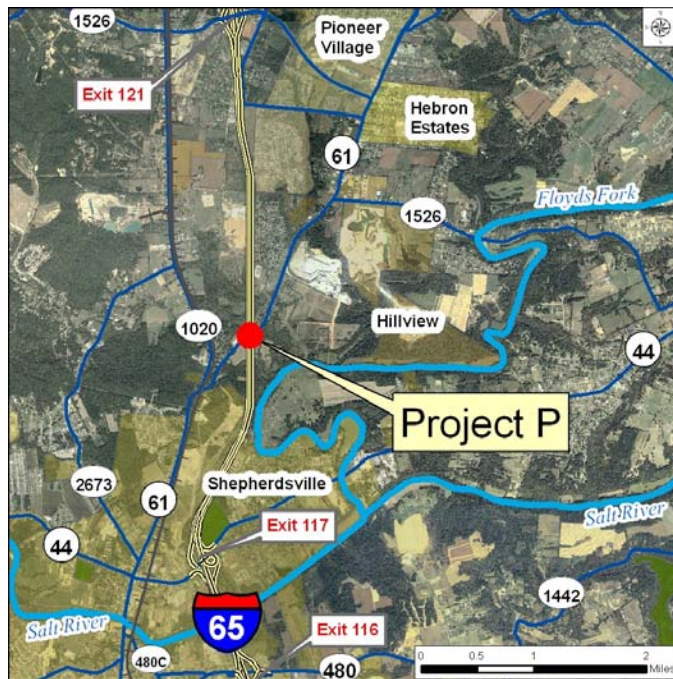 1526
Pioneer
Village
Exit 121
Hebron
Estates
61
Floyds Fork
1526
1020
Hillview
44
Project P
2673
Shepherdsville
61
Salt River
Exit 117
44
65
Exit 116
1442
Salt River
480C
480
0 0.5 1 2
Miles